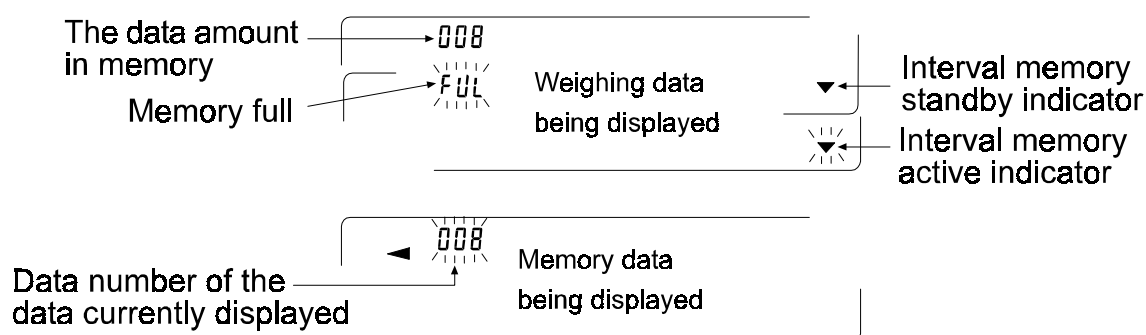 The data amount
in memory
008
Memory full
FUL
Weighing data
being displayed
Interval memory
standby indicator
Interval memory
active indicator
008
Memory data
being displayed
Data number of the
data currently displayed